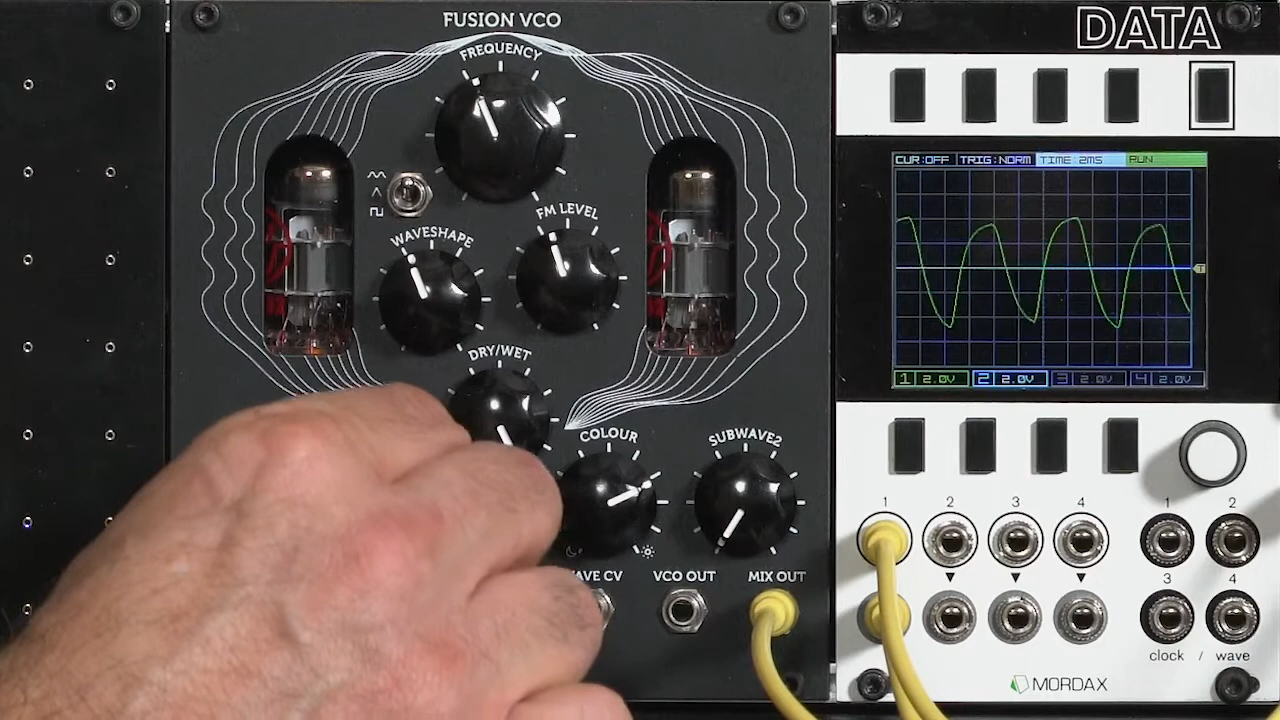 FUSION VCO
FREQUENCY
FM LEVEL
WAVESHAPE
DRY/WET
COLOUR
SUBWAVE2
AVE CV
VCO OUT
MIX OUT
DATA
CUR:OFF TRIG:NORM TIME:2MS RUN
T
1 2.0V 2 2.0V 3 2.0V 4 2.0V
1 2 3 4
1 2
3 4
clock / wave
MORDAX